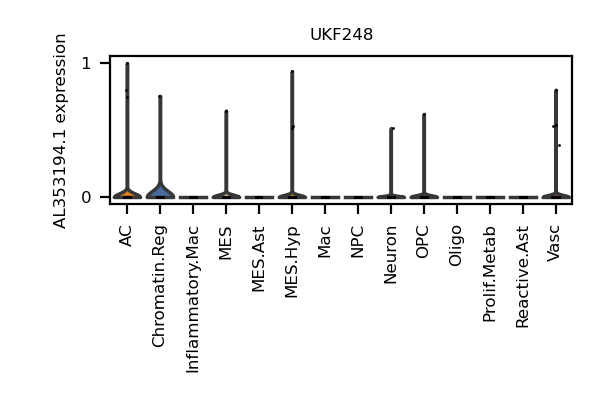 UKF248
AL353194.1 expression
1
0
AC
Chromatin.Reg
Inflammatory.Mac
MES
MES.Ast
MES.Hyp
Mac
NPC
Neuron
OPC
Oligo
Prolif.Metab
Reactive.Ast
Vasc